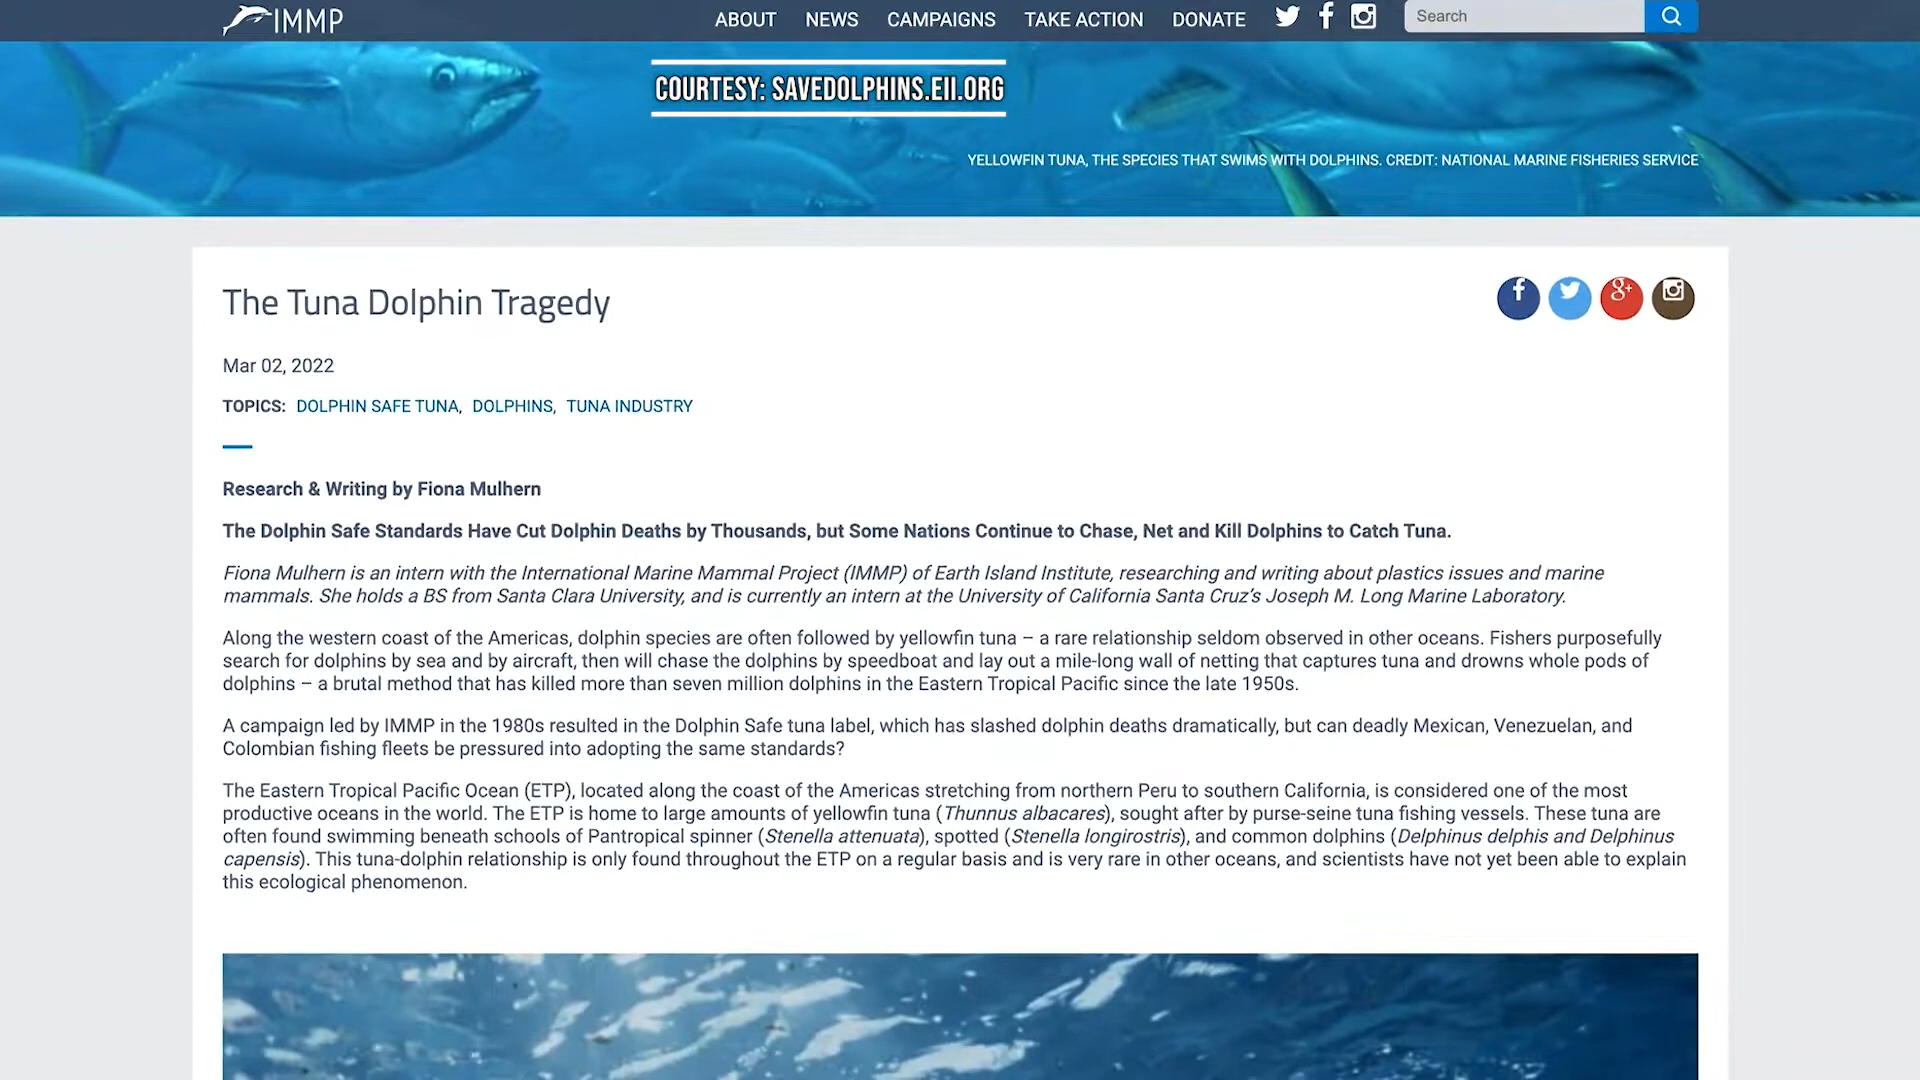 IMMP
ABOUT NEWS CAMPAIGNS TAKE ACTION DONATE
Search
COURTESY: SAVEDOLPHINS.EII.ORG
YELLOWFIN TUNA, THE SPECIES THAT SWIMS WITH DOLPHINS. CREDIT: NATIONAL MARINE FISHERIES SERVICE
The Tuna Dolphin Tragedy
Mar 02, 2022
TOPICS: DOLPHIN SAFE TUNA, DOLPHINS, TUNA INDUSTRY
Research & Writing by Fiona Mulhern
The Dolphin Safe Standards Have Cut Dolphin Deaths by Thousands, but Some Nations Continue to Chase, Net and Kill Dolphins to Catch Tuna.
Fiona Mulhern is an intern with the International Marine Mammal Project (IMMP) of Earth Island Institute, researching and writing about plastics issues and marine
mammals. She holds a BS from Santa Clara University, and is currently an intern at the University of California Santa Cruz’s Joseph M. Long Marine Laboratory.
Along the western coast of the Americas, dolphin species are often followed by yellowfin tuna – a rare relationship seldom observed in other oceans. Fishers purposefully
search for dolphins by sea and by aircraft, then will chase the dolphins by speedboat and lay out a mile-long wall of netting that captures tuna and drowns whole pods of
dolphins – a brutal method that has killed more than seven million dolphins in the Eastern Tropical Pacific since the late 1950s.
A campaign led by IMMP in the 1980s resulted in the Dolphin Safe tuna label, which has slashed dolphin deaths dramatically, but can deadly Mexican, Venezuelan, and
Colombian fishing fleets be pressured into adopting the same standards?
The Eastern Tropical Pacific Ocean (ETP), located along the coast of the Americas stretching from northern Peru to southern California, is considered one of the most
productive oceans in the world. The ETP is home to large amounts of yellowfin tuna (Thunnus albacares), sought after by purse-seine tuna fishing vessels. These tuna are
often found swimming beneath schools of Pantropical spinner (Stenella attenuata), spotted (Stenella longirostris), and common dolphins (Delphinus delphis and Delphinus
capensis). This tuna-dolphin relationship is only found throughout the ETP on a regular basis and is very rare in other oceans, and scientists have not yet been able to explain
this ecological phenomenon.